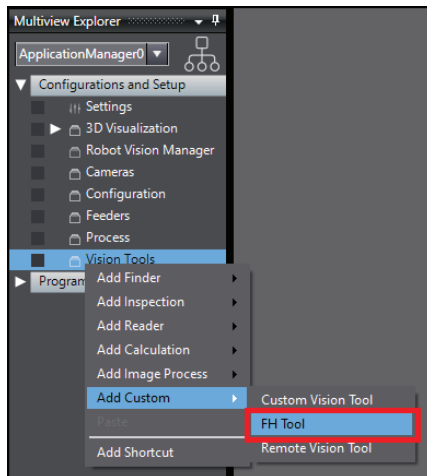 Multiview Explorer
ApplicationManager0
Configurations and Setup
Settings
3D Visualization
Robot Vision Manager
Cameras
Configuration
Feeders
Process
Vision Tools
Program
Add Finder
Add Inspection
Add Reader
Add Calculation
Add Image Process
Add Custom
Custom Vision Tool
Paste
FH Tool
Add Shortcut
Remote Vision Tool